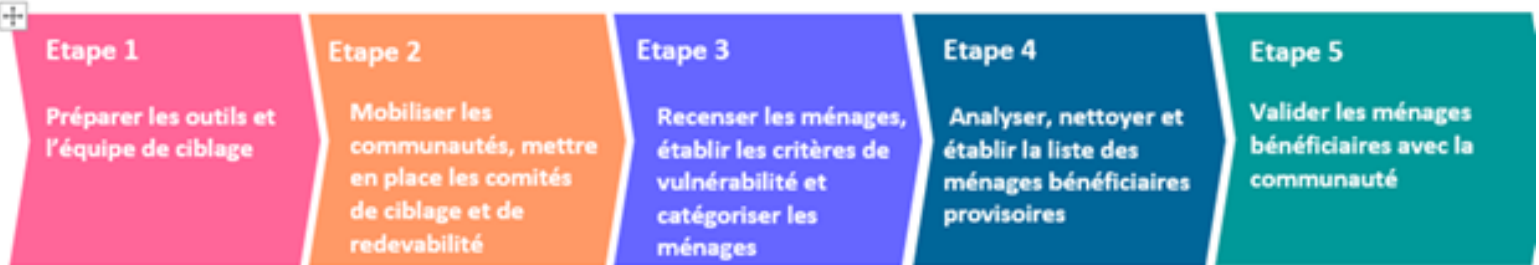 Etape 1
Préparer les outils et
l'équipe de ciblage
Etape 2
Mobiliser les
communautés, mettre
en place les comités
de ciblage et de
redevabilité
Etape 3
Recenser les ménages,
établir les critères de
vulnérabilité et
catégoriser les
ménages
Etape 4
Analyser, nettoyer et
établir la liste des
ménages bénéficiaires
provisoires
Etape 5
Valider les ménages
bénéficiaires avec la
communauté